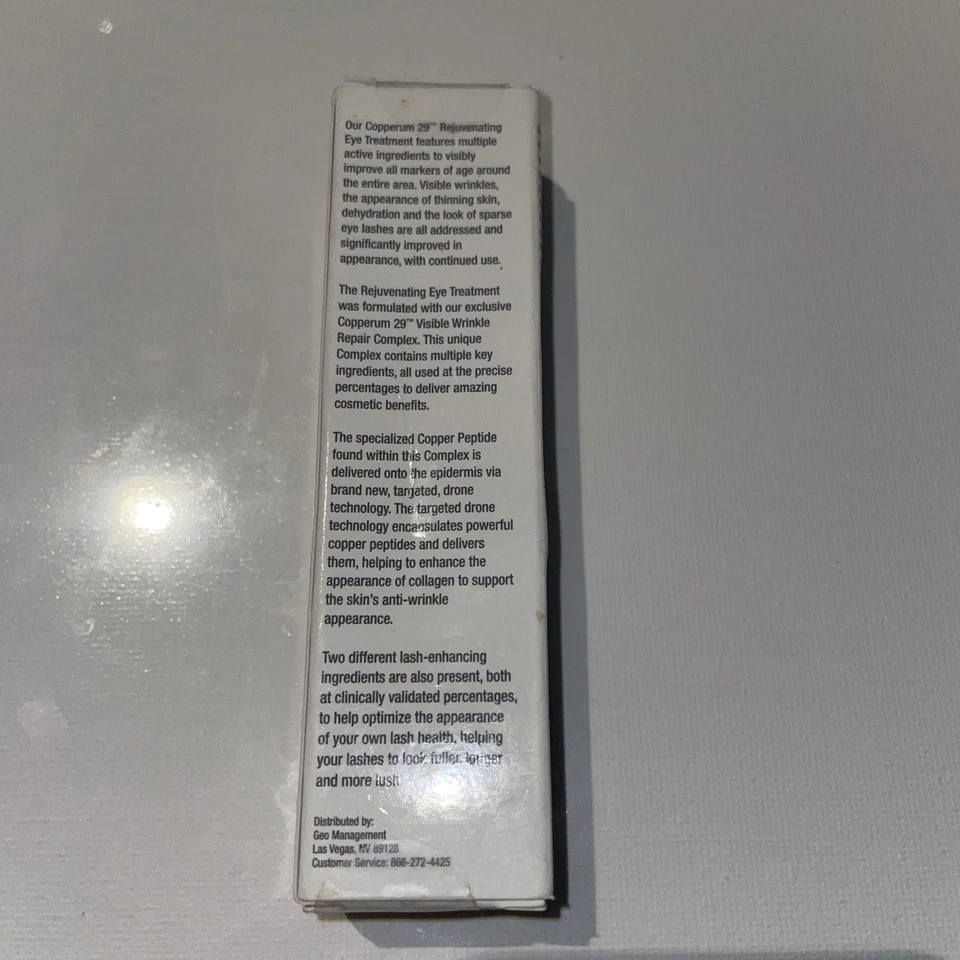 Our Copperum 29™ Rejuvenating
Eye Treatment features multiple
active ingredients to visibly
improve all markers of age around
the entire area. Visible wrinkles,
the appearance of thinning skin,
dehydration and the look of sparse
eye lashes are all addressed and
significantly improved in
appearance, with continued use.
The Rejuvenating Eye Treatment
was formulated with our exclusive
Copperum 29™ Visible Wrinkle
Repair Complex. This unique
Complex contains multiple key
ingredients, all used at the precise
percentages to deliver amazing
cosmetic benefits.
The specialized Copper Peptide
found within this Complex is
delivered onto the epidermis via
brand new, targeted, drone
technology. The targeted drone
technology encapsulates powerful
copper peptides and delivers
them, helping to enhance the
appearance of collagen to support
the skin's anti-wrinkle
appearance.
Two different lash-enhancing
ingredients are also present, both
at clinically validated percentages,
to help optimize the appearance
of your own lash health, helping
your lashes to look fuller, longer
and more lush.
Distributed by:
Geo Management
Las Vegas, NV 89128
Customer Service: 866-272-4425